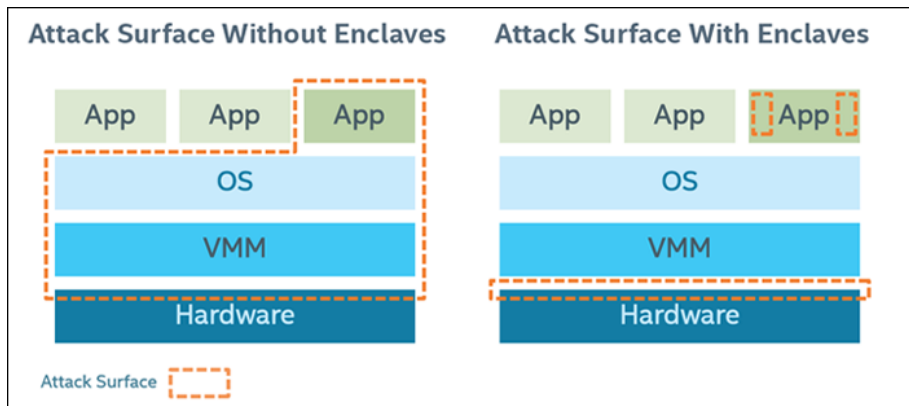 Attack Surface Without Enclaves
App App App
OS
VMM
Hardware
Attack Surface With Enclaves
App App App
OS
VMM
Hardware
Attack Surface